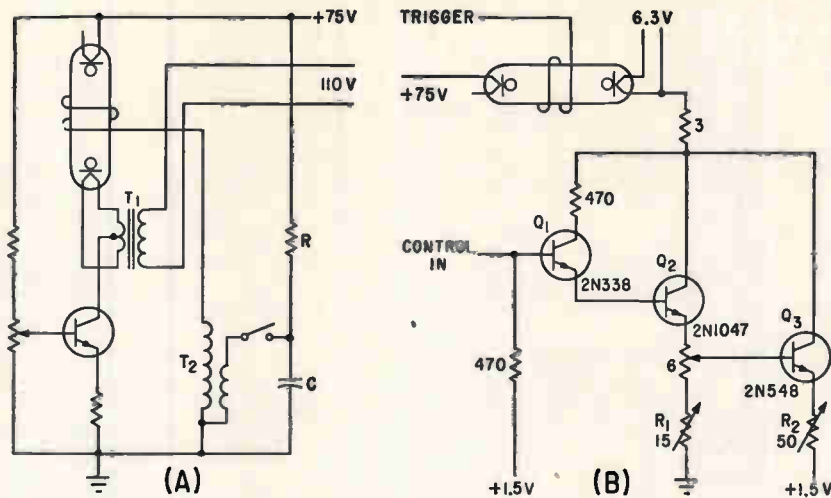 +75V
110V
T1
R
T2
C
(A)
TRIGGER
6.3V
+75V
3
470
Q1
CONTROL
IN
2N338
Q2
2N1047
Q3
470
6
2N548
R1
15
R2
50
+1.5V
+1.5V
(B)